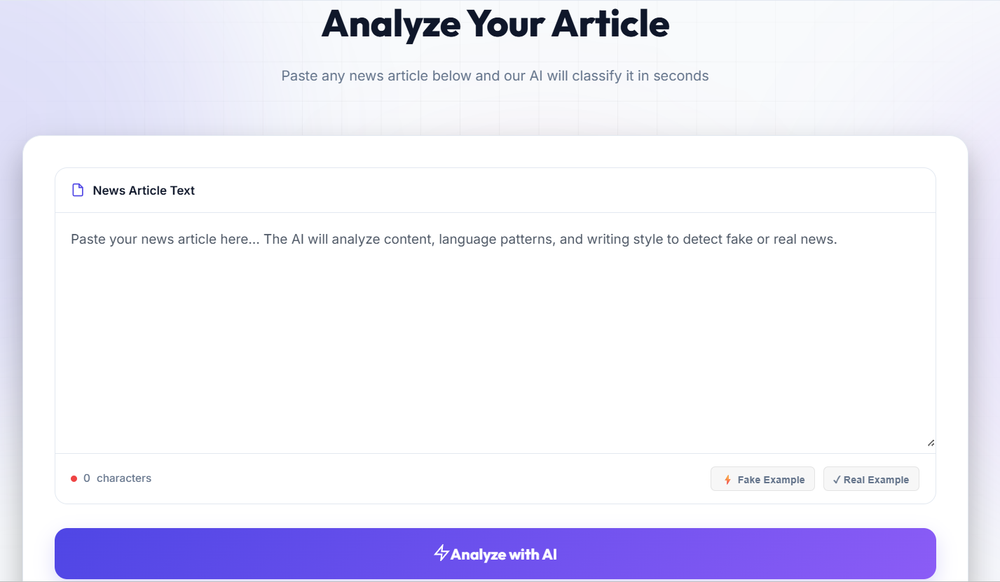 Analyze Your Article
Paste any news article below and our AI will classify it in seconds
News Article Text
Paste your news article here... The AI will analyze content, language patterns, and writing style to detect fake or real news.
0 characters
Fake Example
✓ Real Example
Analyze with AI